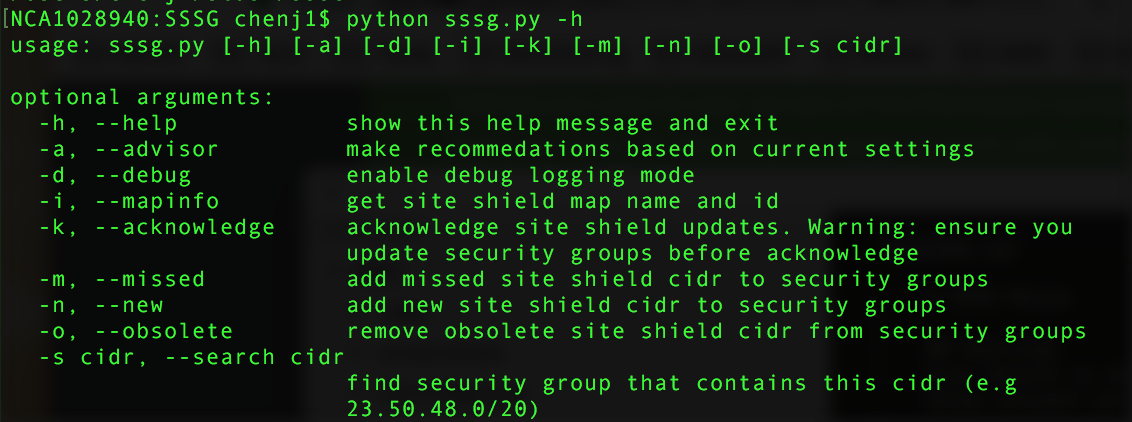 [NCA1028940:SSSG chenj1$ python sssg.py -h
usage: sssg.py [-h] [-a] [-d] [-i] [-k] [-m] [-n] [-o] [-s cidr]
optional arguments:
-h, --help show this help message and exit
-a, --advisor make recommedations based on current settings
-d, --debug enable debug logging mode
-i, --mapinfo get site shield map name and id
-k, --acknowledge acknowledge site shield updates. Warning: ensure you
update security groups before acknowledge
-m, --missed add missed site shield cidr to security groups
-n, --new add new site shield cidr to security groups
-o, --obsolete remove obsolete site shield cidr from security groups
-s cidr, --search cidr
find security group that contains this cidr (e.g
23.50.48.0/20)